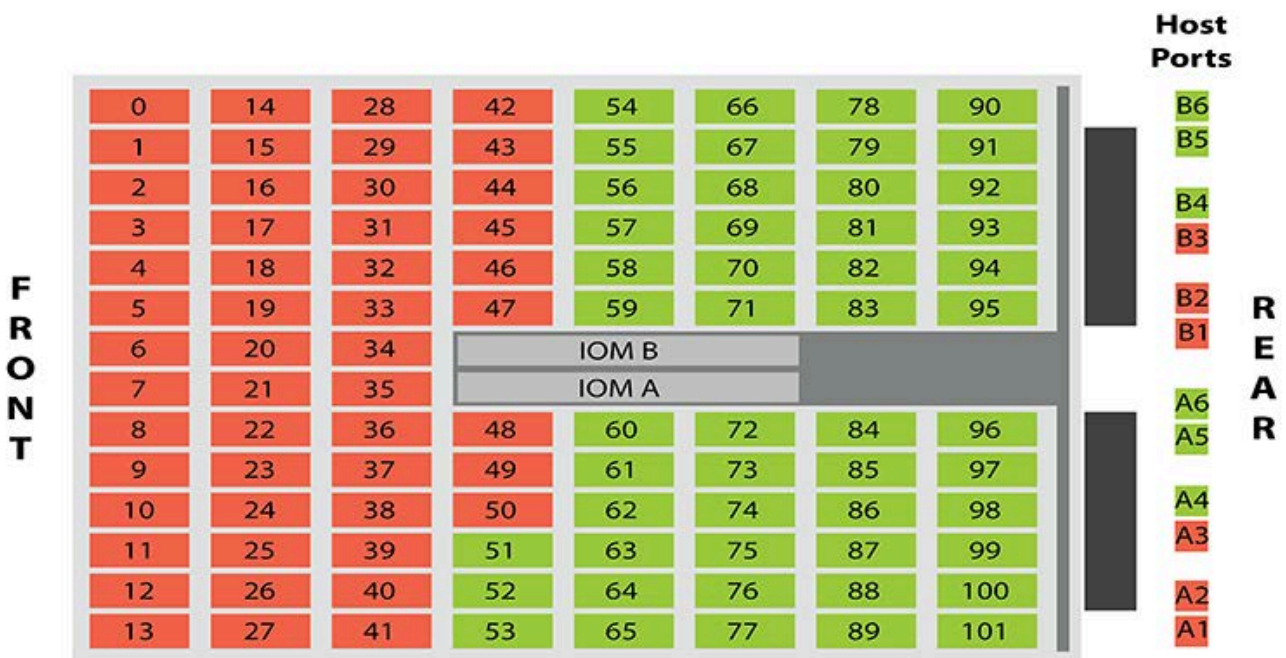 Host
Ports
0 14 28 42 54 66 78 90 B6
1 15 29 43 55 67 79 91 B5
2 16 30 44 56 68 80 92 B4
3 17 31 45 57 69 81 93 B3
4 18 32 46 58 70 82 94
5 19 33 47 59 71 83 95 B2
6 20 34 IOM B B1
7 21 35 IOM A A6
8 22 36 48 60 72 84 96 A5
9 23 37 49 61 73 85 97
10 24 38 50 62 74 86 98 A4
11 25 39 51 63 75 87 99 A3
12 26 40 52 64 76 88 100 A2
13 27 41 53 65 77 89 101 A1
FRONT
REAR